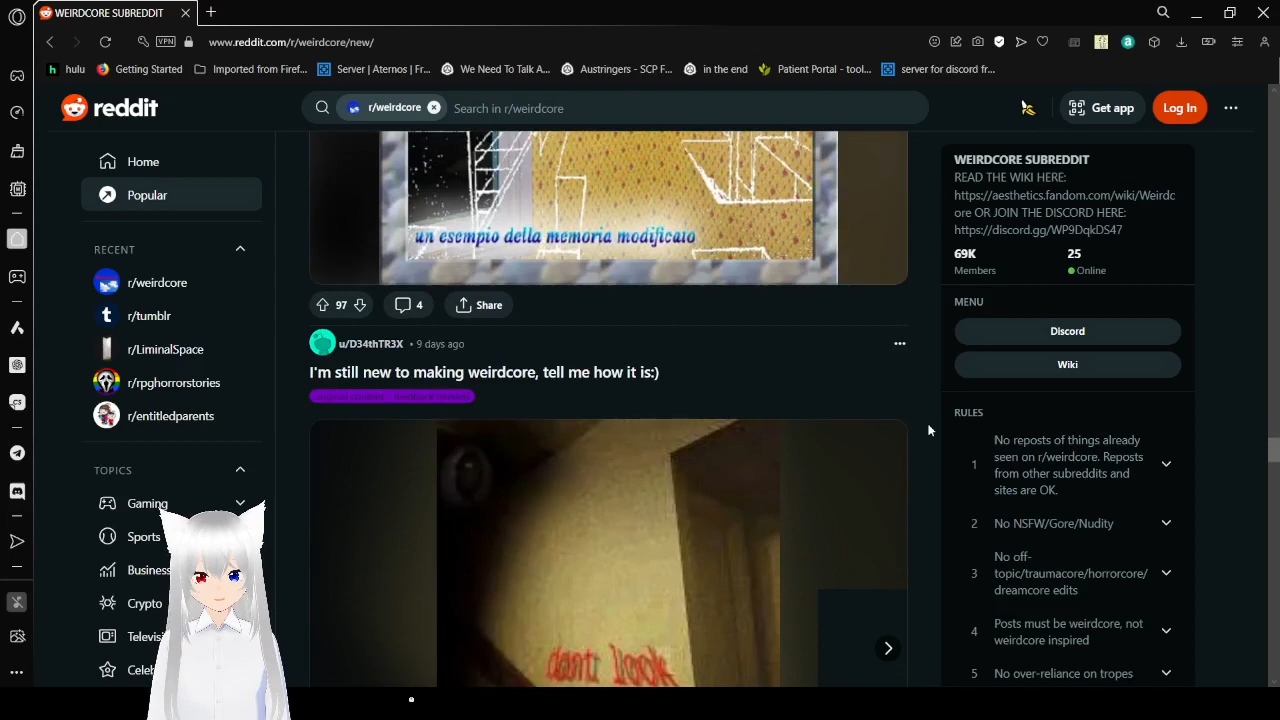 WEIRDCORE SUBREDDIT
www.reddit.com/r/weirdcore/new/
VPN
hulu
Getting Started
Imported from Firef...
Server | Aternos | Fr...
We Need To Talk A...
Austringers - SCP F...
in the end
Patient Portal - tool...
server for discord fr...
reddit
r/weirdcore
Search in r/weirdcore
Get app
Log In
Home
Popular
RECENT
r/weirdcore
r/tumblr
r/LiminalSpace
r/rpghorrorstories
r/entitledparents
TOPICS
Gaming
Sports
Business
Crypto
Televisi
Celeb
un esempio della memoria modificato
97
4
Share
u/D34thTR3X • 9 days ago
I'm still new to making weirdcore, tell me how it is:)
don't look
WEIRDCORE SUBREDDIT
READ THE WIKI HERE:
https://aesthetics.fandom.com/wiki/Weirdc
ore OR JOIN THE DISCORD HERE:
https://discord.gg/WP9DqkDS47
69K
Members
25
Online
MENU
Discord
Wiki
RULES
1
No reposts of things already
seen on r/weirdcore. Reposts
from other subreddits and
sites are OK.
2
No NSFW/Gore/Nudity
3
No off-
topic/traumacore/horrorcore/
dreamcore edits
4
Posts must be weirdcore, not
weirdcore inspired
5
No over-reliance on tropes